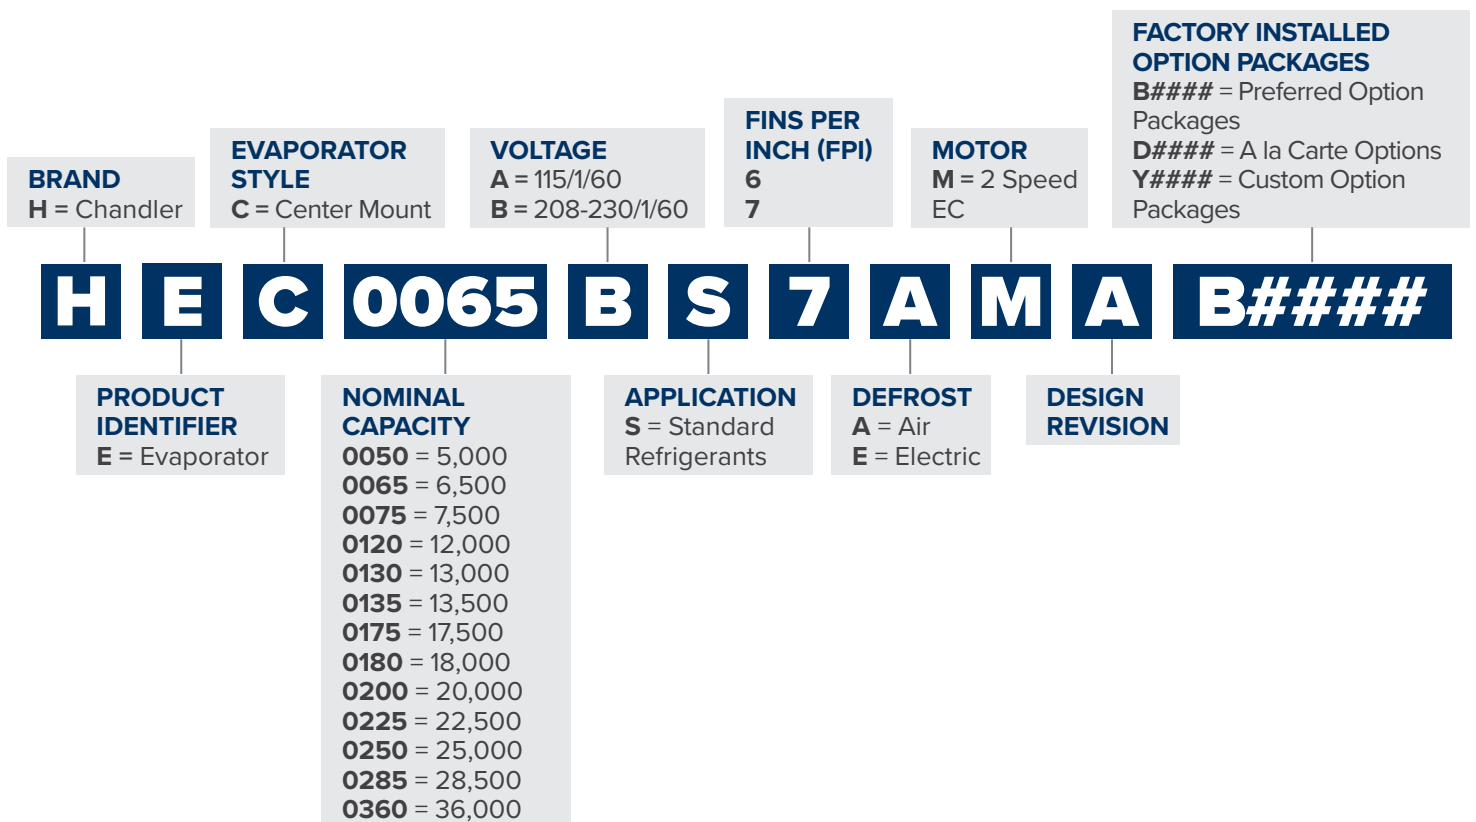 BRAND
H = Chandler
EVAPORATOR
STYLE
C = Center Mount
VOLTAGE
A = 115/1/60
B = 208-230/1/60
FINS PER
INCH (FPI)
6
7
MOTOR
M = 2 Speed
EC
FACTORY INSTALLED
OPTION PACKAGES
B#### = Preferred Option
Packages
D#### = A la Carte Options
Y#### = Custom Option
Packages
H E C 0065 B S 7 A M A B####
PRODUCT
IDENTIFIER
E = Evaporator
NOMINAL
CAPACITY
0050 = 5,000
0065 = 6,500
0075 = 7,500
0120 = 12,000
0130 = 13,000
0135 = 13,500
0175 = 17,500
0180 = 18,000
0200 = 20,000
0225 = 22,500
0250 = 25,000
0285 = 28,500
0360 = 36,000
APPLICATION
S = Standard
Refrigerants
DEFROST
A = Air
E = Electric
DESIGN
REVISION